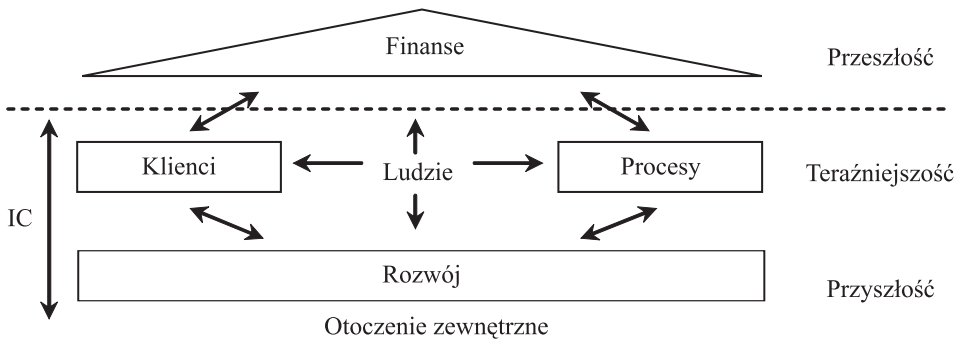 Finanse
Przeszłość
Klienci
Ludzie
Procesy
Teraźniejszość
IC
Rozwój
Przyszłość
Otoczenie zewnętrzne